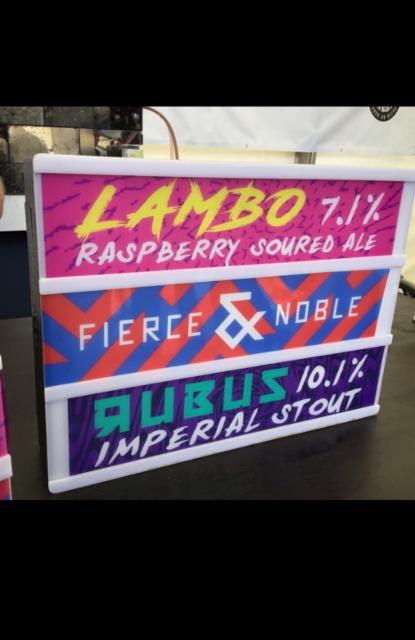 LAMBO 7.1%
RASPBERRY SOURED ALE
FIERCE & NOBLE
RUBUS 10.1%
IMPERIAL STOUT